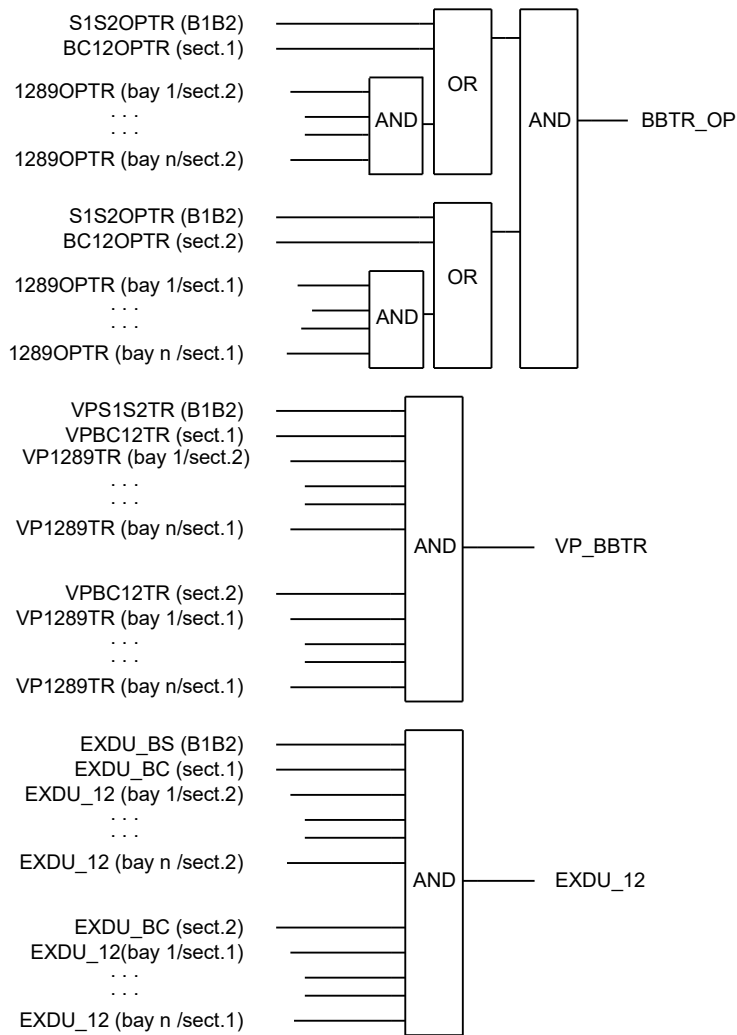 S1S2OPTR (B1B2)
BC12OPTR (sect.1)
1289OPTR (bay 1/sect.2)
. . .
. . .
1289OPTR (bay n/sect.2)
AND
OR
AND
BBTR_OP
S1S2OPTR (B1B2)
BC12OPTR (sect.2)
1289OPTR (bay 1/sect.1)
. . .
. . .
1289OPTR (bay n /sect.1)
AND
OR
VPS1S2TR (B1B2)
VPBC12TR (sect.1)
VP1289TR (bay 1/sect.2)
. . .
. . .
VP1289TR (bay n/sect.1)
AND
VP_BBTR
VPBC12TR (sect.2)
VP1289TR (bay 1/sect.1)
. . .
. . .
VP1289TR (bay n/sect.1)
EXDU_BS (B1B2)
EXDU_BC (sect.1)
EXDU_12 (bay 1/sect.2)
. . .
. . .
EXDU_12 (bay n /sect.2)
AND
EXDU_12
EXDU_BC (sect.2)
EXDU_12(bay 1/sect.1)
. . .
. . .
EXDU_12 (bay n /sect.1)